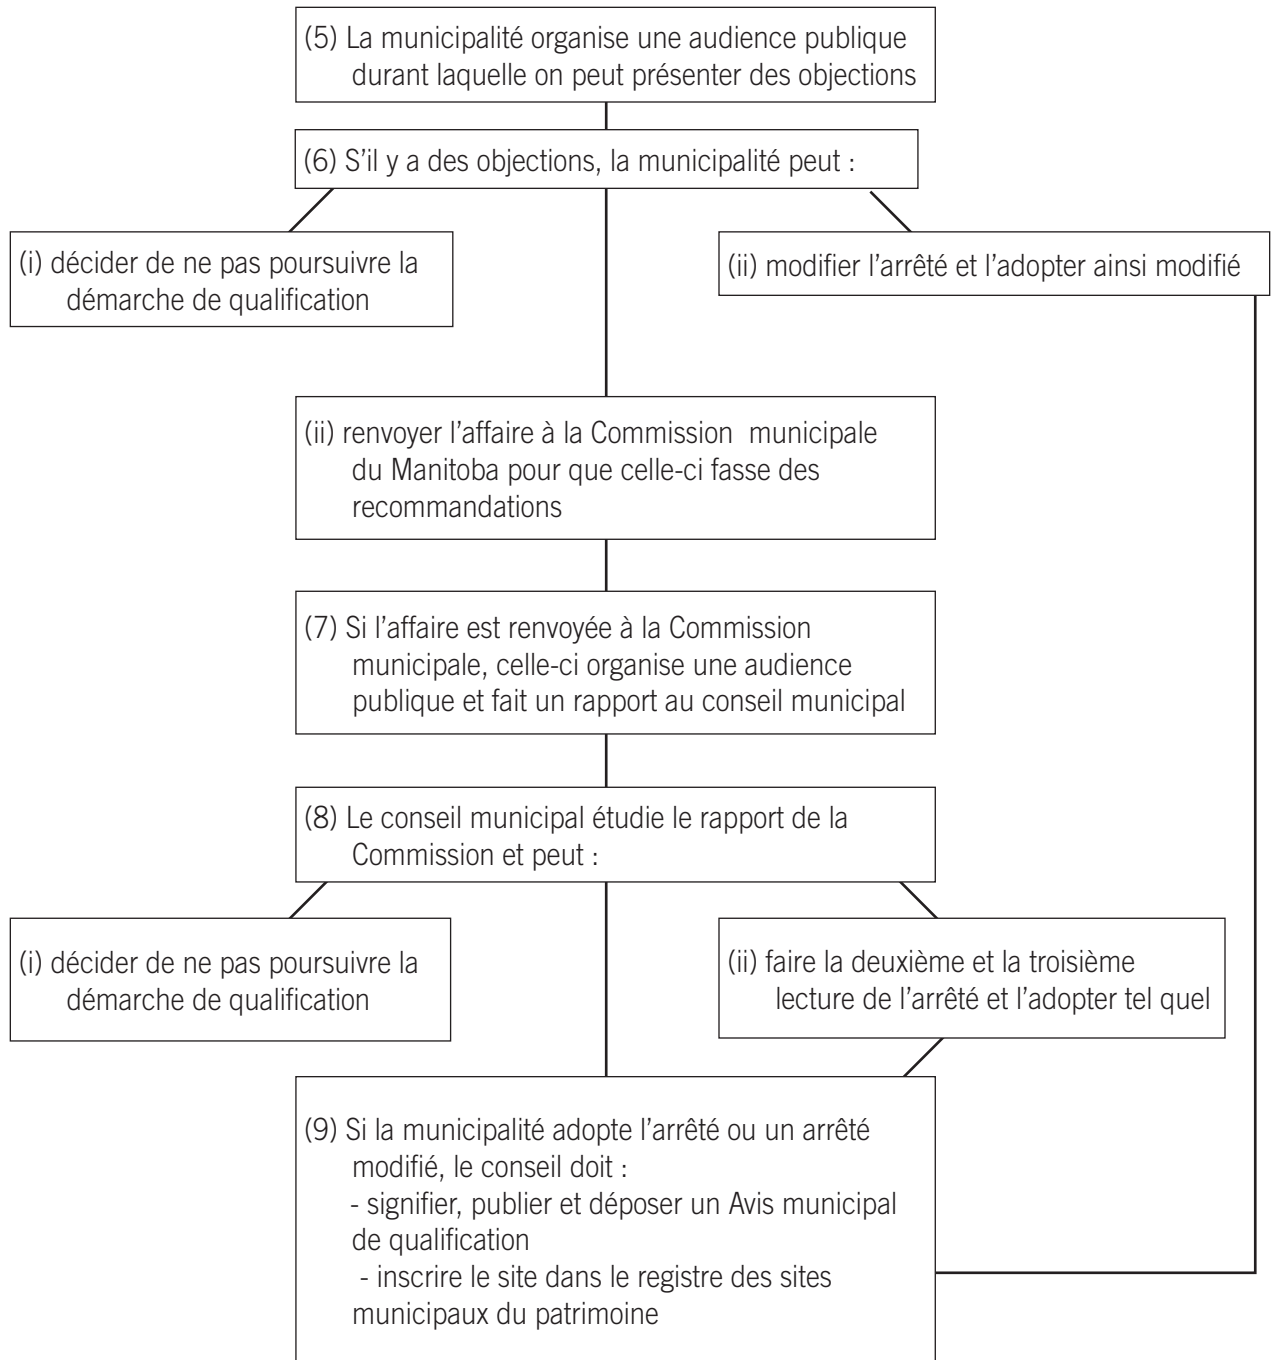 (5) La municipalité organise une audience publique
durant laquelle on peut présenter des objections
(6) S'il y a des objections, la municipalité peut :
(i) décider de ne pas poursuivre la
démarche de qualification
(ii) modifier l'arrêté et l'adopter ainsi modifié
(ii) renvoyer l'affaire à la Commission municipale
du Manitoba pour que celle-ci fasse des
recommandations
(7) Si l'affaire est renvoyée à la Commission
municipale, celle-ci organise une audience
publique et fait un rapport au conseil municipal
(8) Le conseil municipal étudie le rapport de la
Commission et peut :
(i) décider de ne pas poursuivre la
démarche de qualification
(ii) faire la deuxième et la troisième
lecture de l'arrêté et l'adopter tel quel
(9) Si la municipalité adopte l'arrêté ou un arrêté
modifié, le conseil doit :
- signifier, publier et déposer un Avis municipal
de qualification
- inscrire le site dans le registre des sites
municipaux du patrimoine